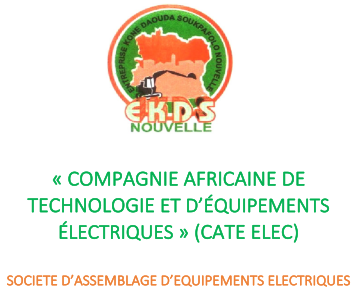 ENTREPRISE KONE DAOUDA SOUKPAFOLO NOUVELLE
E·K·D·S
NOUVELLE
« COMPAGNIE AFRICAINE DE
TECHNOLOGIE ET D’ÉQUIPEMENTS
ÉLECTRIQUES » (CATE ELEC)
SOCIETE D’ASSEMBLAGE D’EQUIPEMENTS ELECTRIQUES